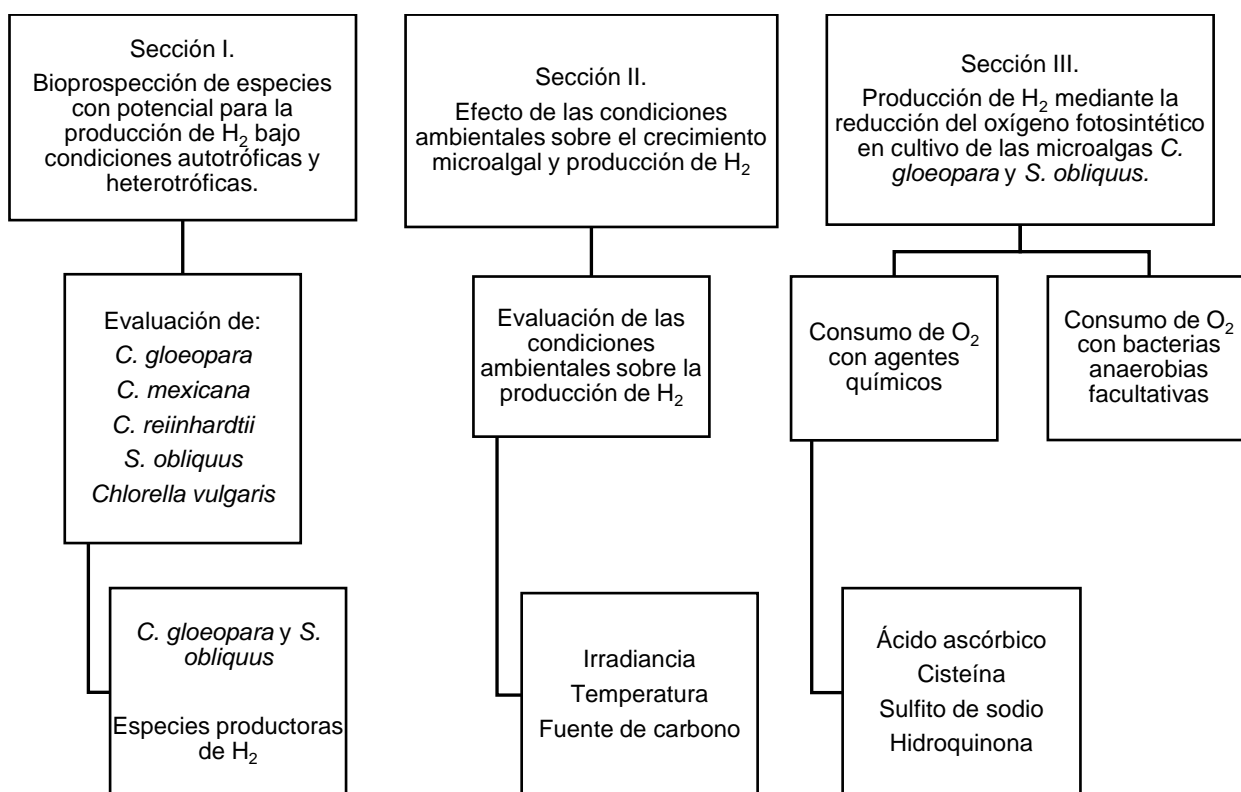 Sección I.
Bioprospección de especies
con potencial para la
producción de H₂ bajo
condiciones autotróficas y
heterotróficas.
Evaluación de:
C. gloeopara
C. mexicana
C. reiinhardtii
S. obliquus
Chlorella vulgaris
C. gloeopara y S.
obliquus
Especies productoras
de H₂
Sección II.
Efecto de las condiciones
ambientales sobre el crecimiento
microalgal y producción de H₂
Evaluación de las
condiciones
ambientales sobre la
producción de H₂
Irradiancia
Temperatura
Fuente de carbono
Sección III.
Producción de H₂ mediante la
reducción del oxígeno fotosintético
en cultivo de las microalgas C.
gloeopara y S. obliquus.
Consumo de O₂
con agentes
químicos
Ácido ascórbico
Cisteína
Sulfito de sodio
Hidroquinona
Consumo de O₂
con bacterias
anaerobias
facultativas